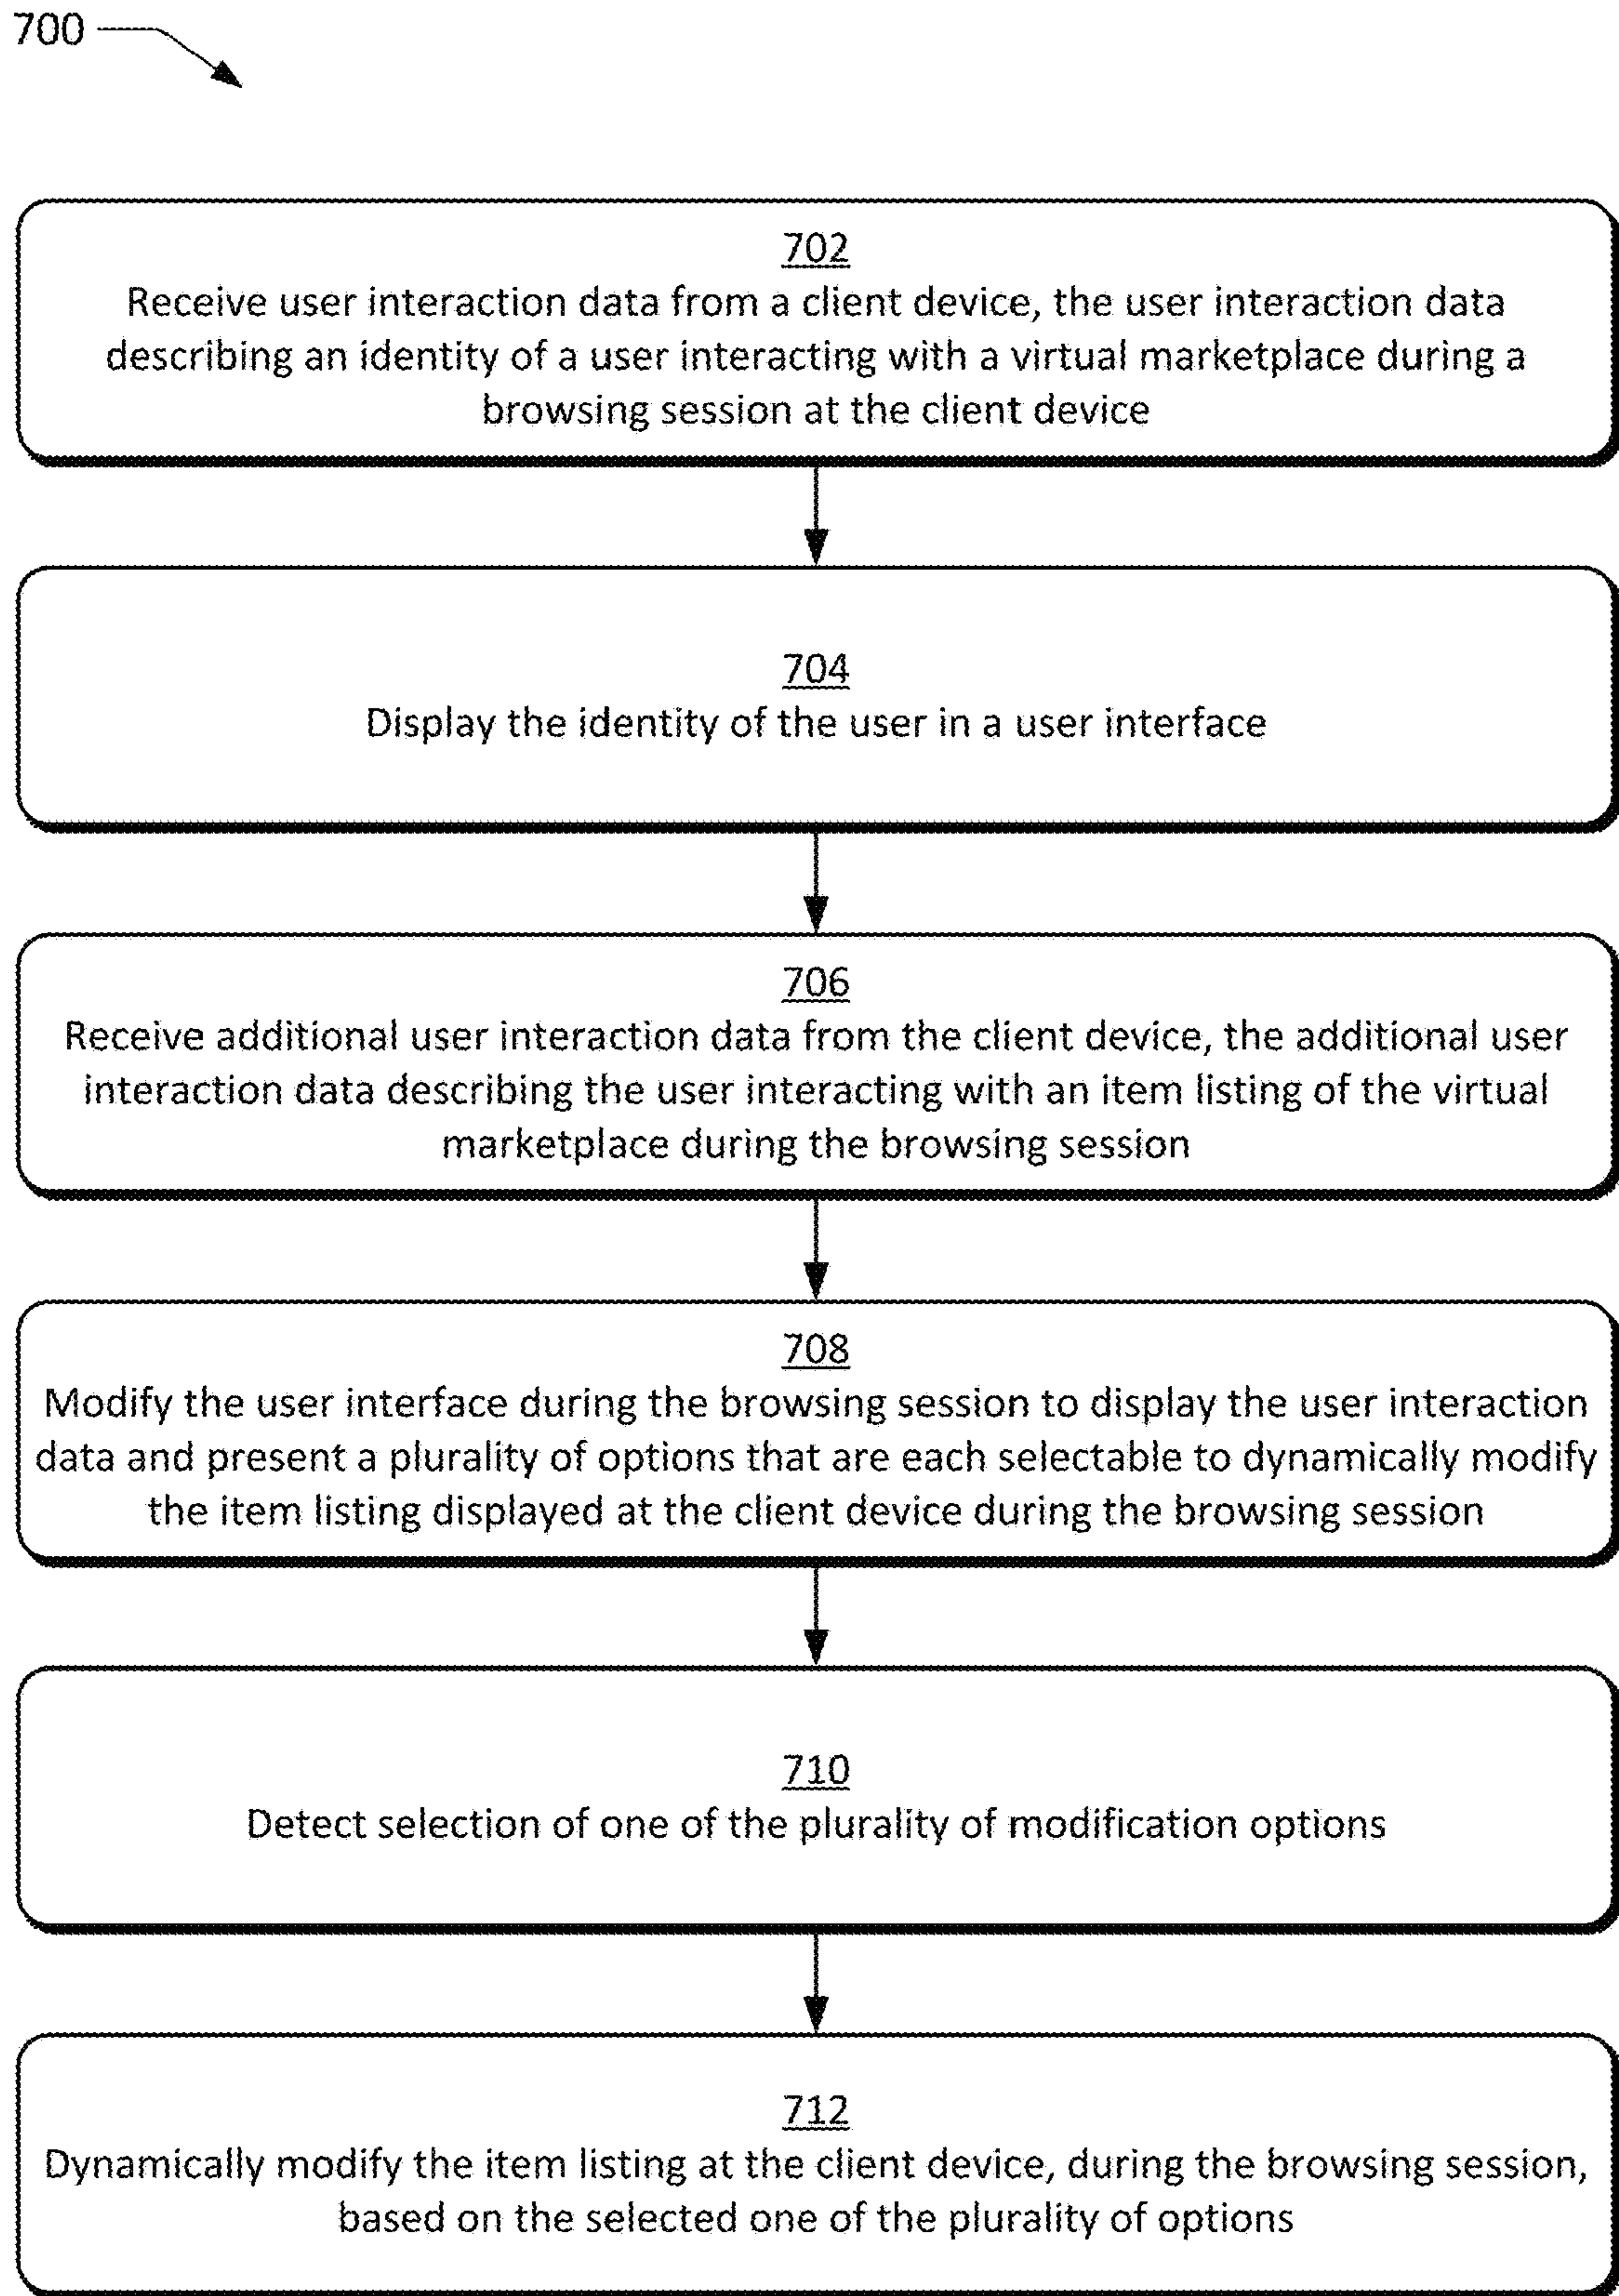 700
702
Receive user interaction data from a client device, the user interaction data
describing an identity of a user interacting with a virtual marketplace during a
browsing session at the client device
704
Display the identity of the user in a user interface
706
Receive additional user interaction data from the client device, the additional user
interaction data describing the user interacting with an item listing of the virtual
marketplace during the browsing session
708
Modify the user interface during the browsing session to display the user interaction
data and present a plurality of options that are each selectable to dynamically modify
the item listing displayed at the client device during the browsing session
710
Detect selection of one of the plurality of modification options
712
Dynamically modify the item listing at the client device, during the browsing session,
based on the selected one of the plurality of options